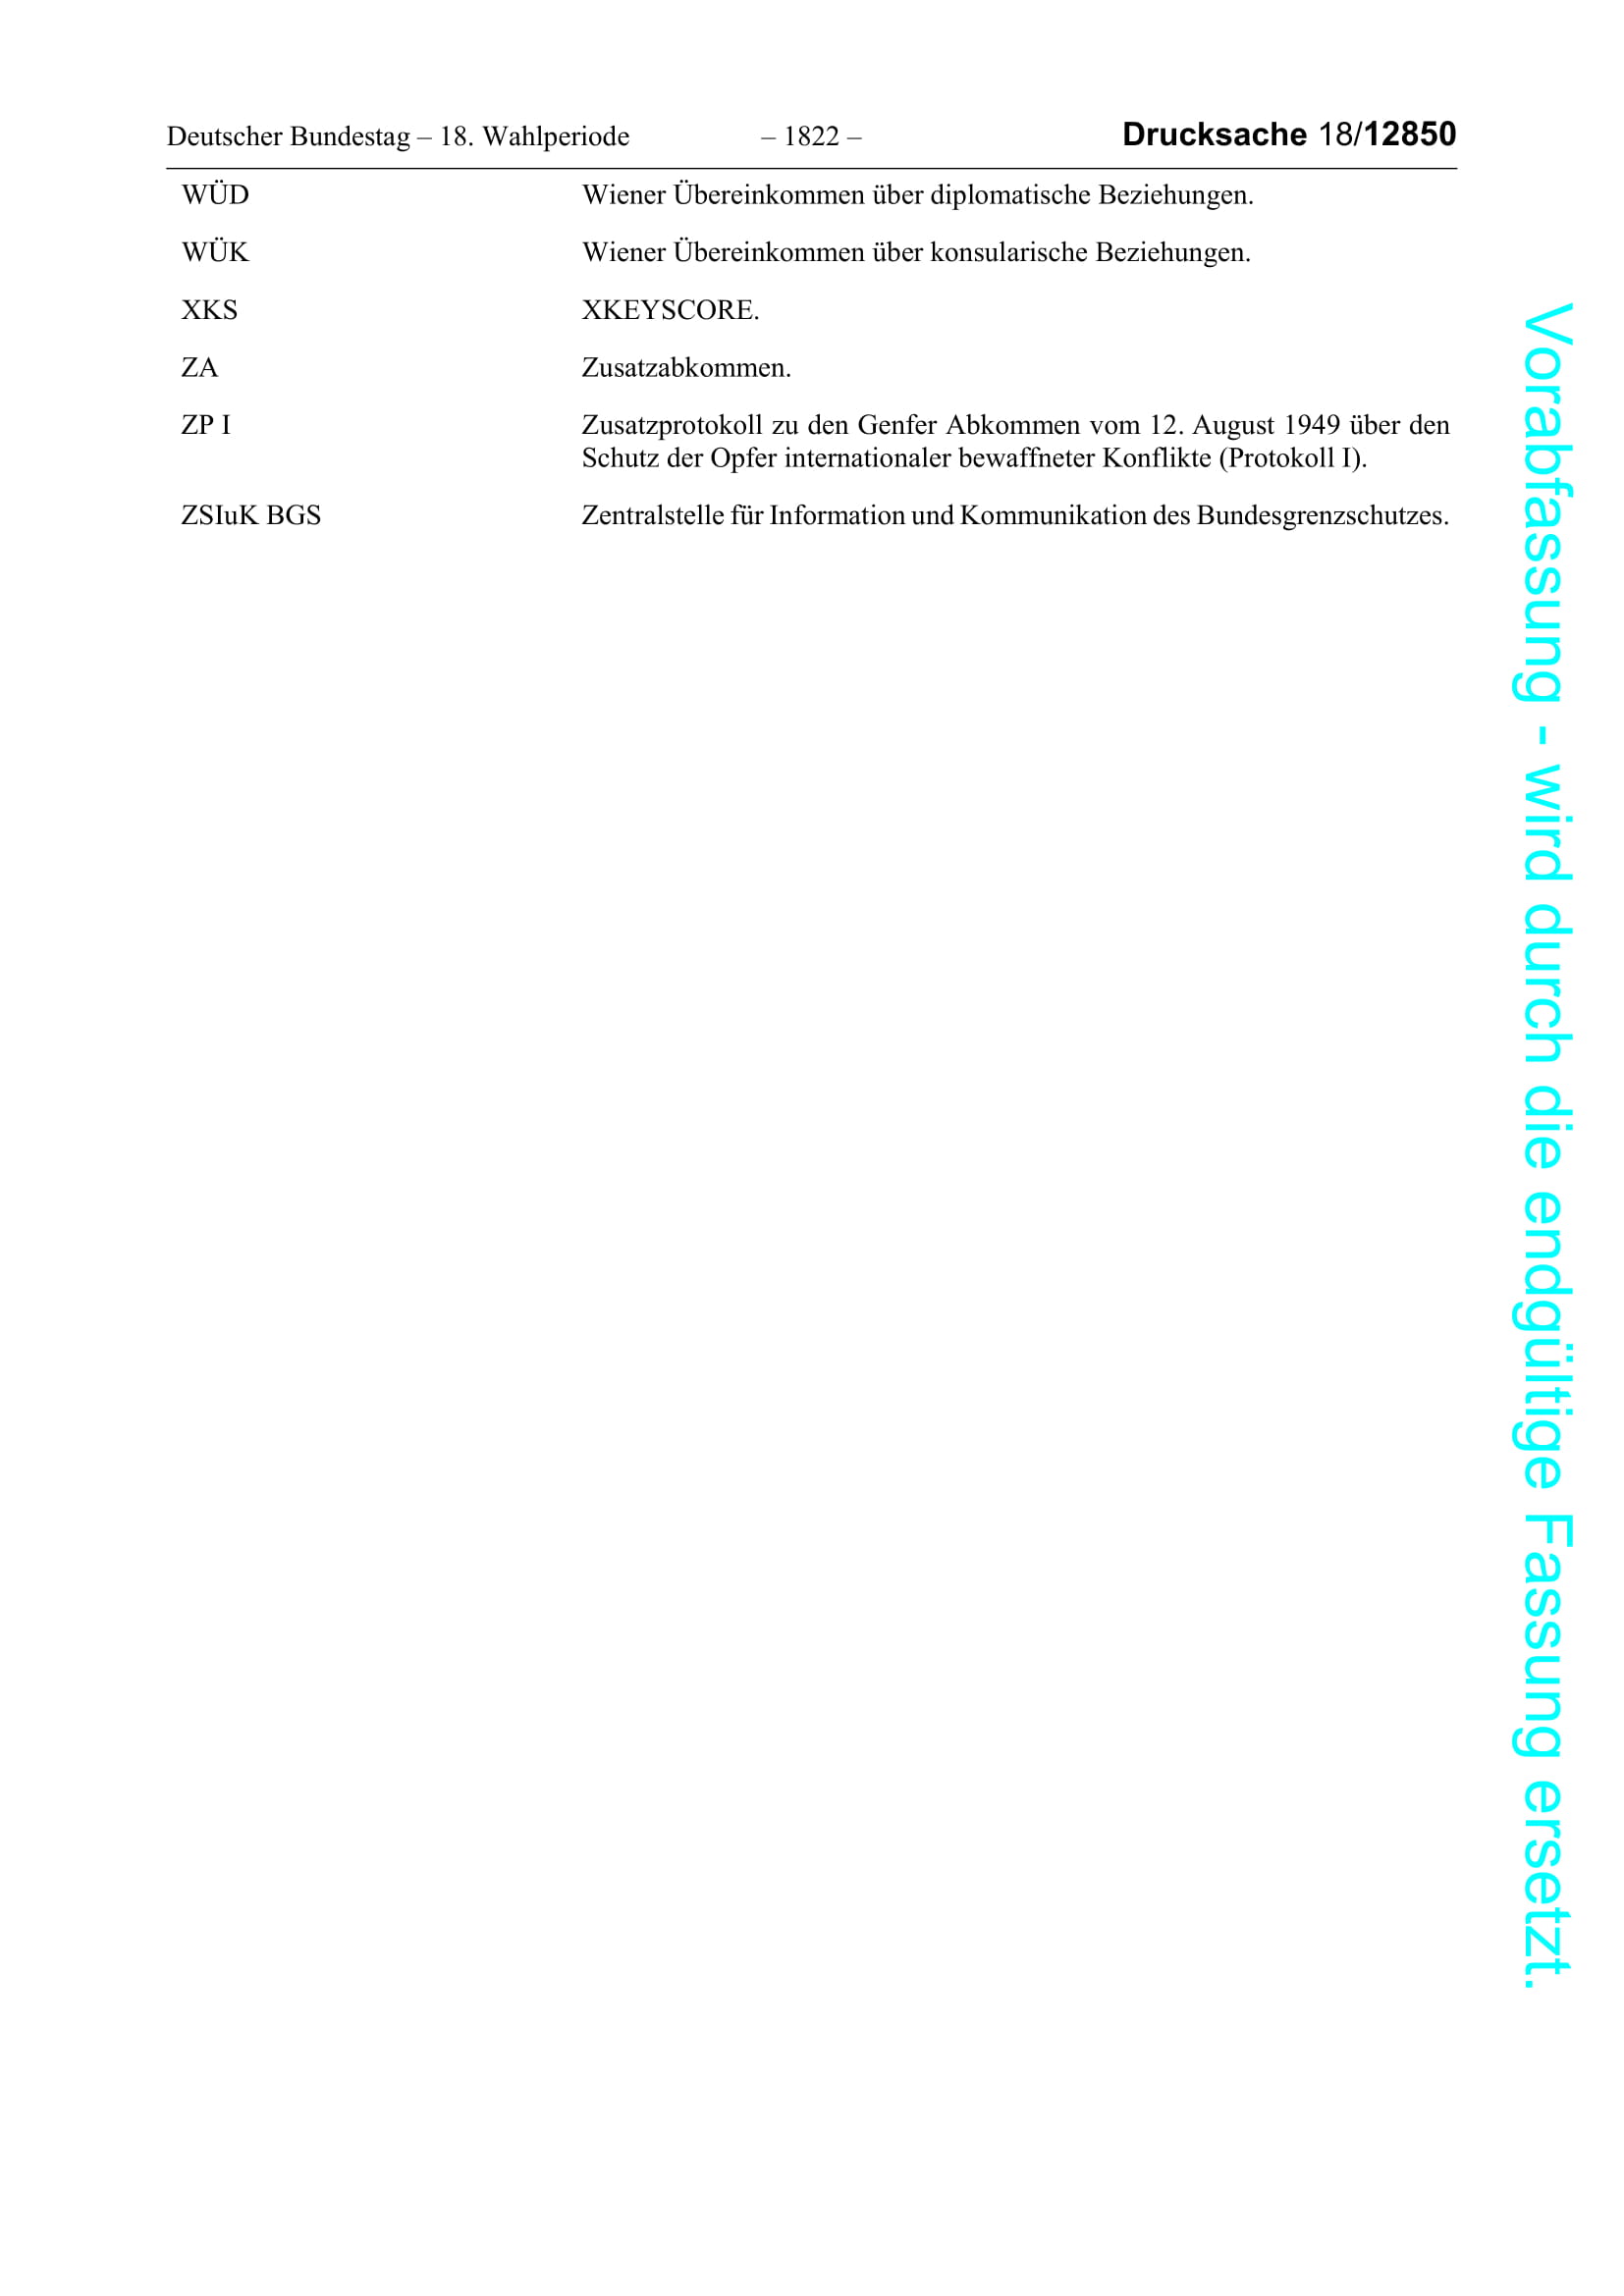 Deutscher Bundestag – 18. Wahlperiode – 1822 – Drucksache 18/12850
WÜD Wiener Übereinkommen über diplomatische Beziehungen.
WÜK Wiener Übereinkommen über konsularische Beziehungen.
XKS XKEYSCORE.
ZA Zusatzabkommen.
ZP I Zusatzprotokoll zu den Genfer Abkommen vom 12. August 1949 über den
Schutz der Opfer internationaler bewaffneter Konflikte (Protokoll I).
ZSIuK BGS Zentralstelle für Information und Kommunikation des Bundesgrenzschutzes.
Vorabfassung - wird durch die endgültige Fassung ersetzt.